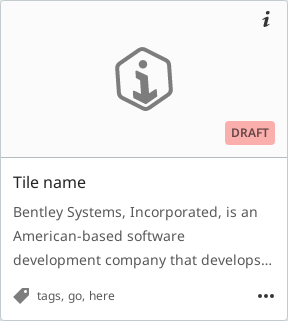 DRAFT
Tile name
Bentley Systems, Incorporated, is an
American-based software
development company that develops...
tags, go, here